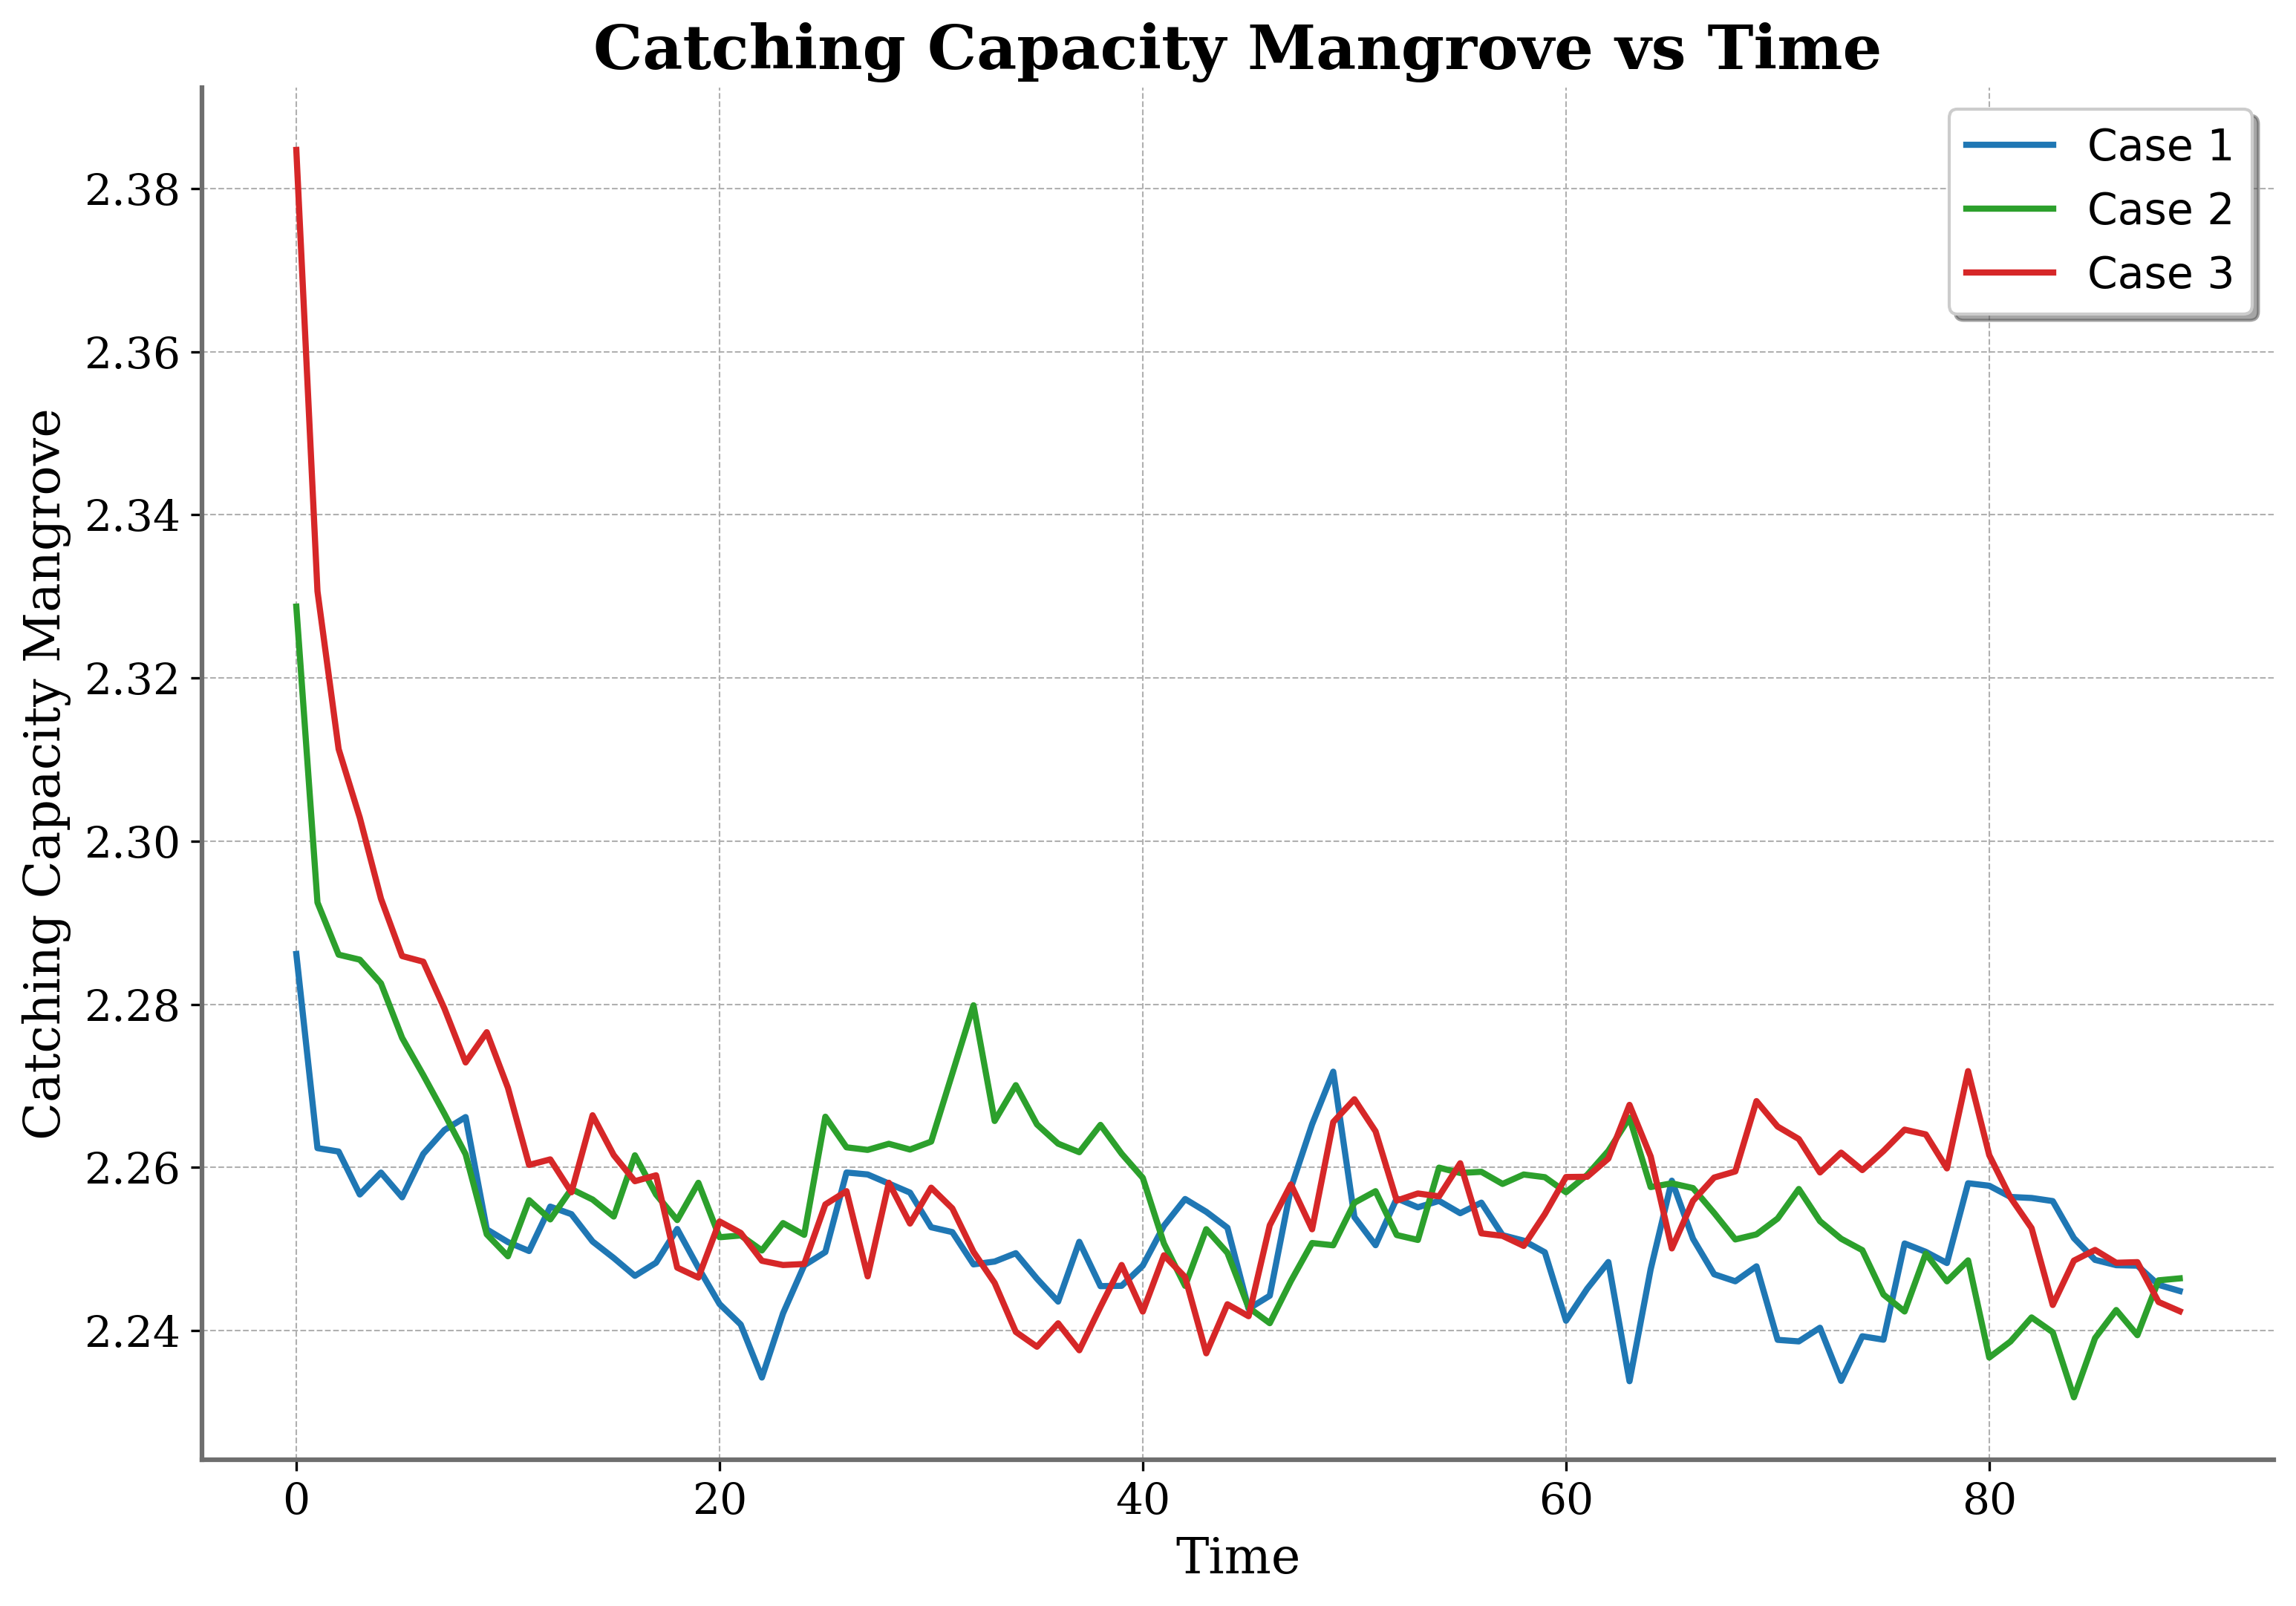 Catching Capacity Mangrove vs Time
Case 1
Case 2
Case 3
Catching Capacity Mangrove
2.38
2.36
2.34
2.32
2.30
2.28
2.26
2.24
0 20 40 60 80
Time